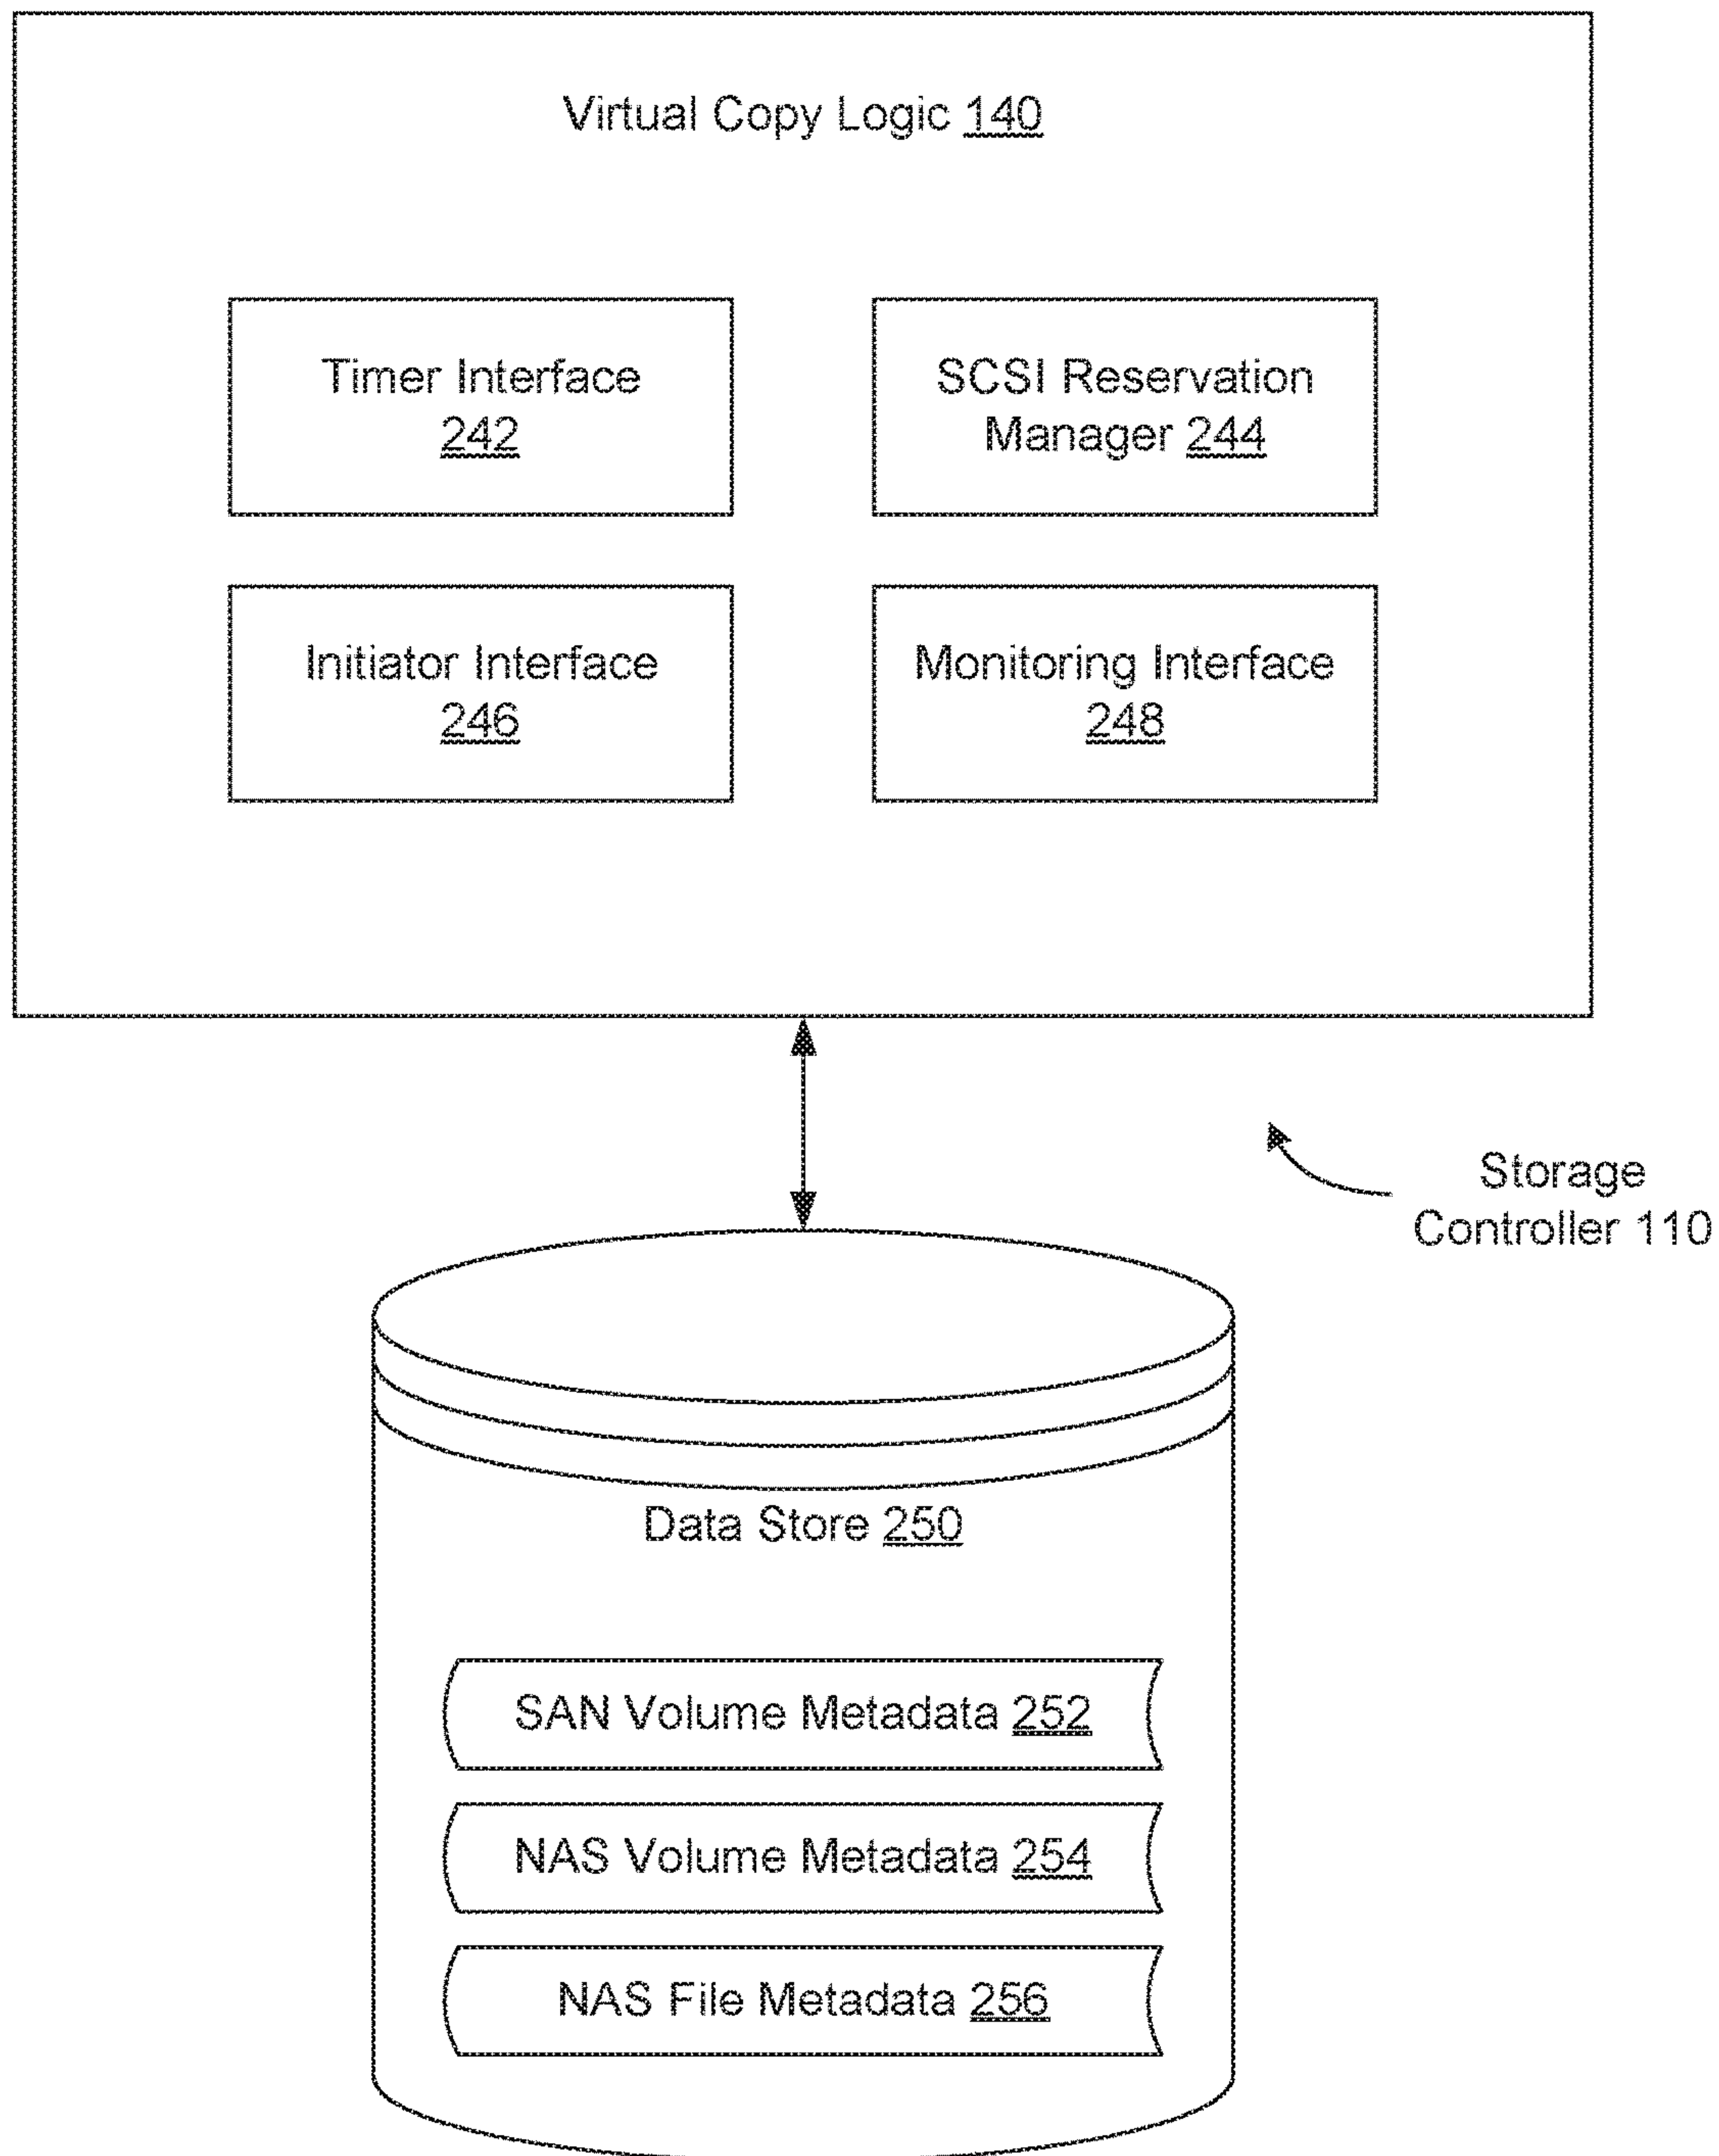 Virtual Copy Logic 140
Timer Interface
242
SCSI Reservation
Manager 244
Initiator Interface
246
Monitoring Interface
248
Storage
Controller 110
Data Store 250
SAN Volume Metadata 252
NAS Volume Metadata 254
NAS File Metadata 256